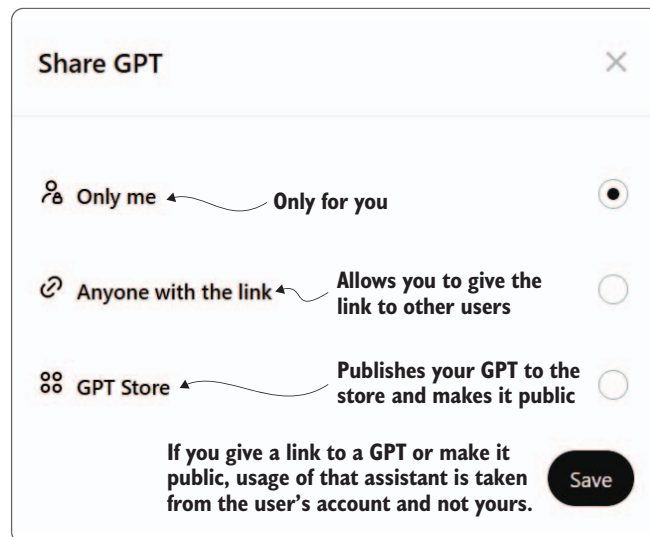 Share GPT
Only me
Only for you
Anyone with the link
Allows you to give the
link to other users
GPT Store
Publishes your GPT to the
store and makes it public
If you give a link to a GPT or make it
public, usage of that assistant is taken
from the user's account and not yours.
Save